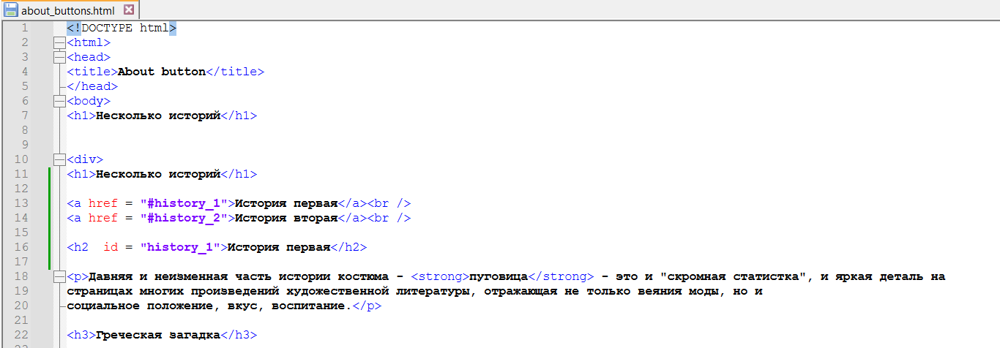 about_buttons.html
1 <!DOCTYPE html>
2 <html>
3 <head>
4 <title>About button</title>
5 </head>
6 <body>
7 <h1>Несколько историй</h1>
8
9
10 <div>
11 <h1>Несколько историй</h1>
12
13 <a href = "#history_1">История первая</a><br />
14 <a href = "#history_2">История вторая</a><br />
15
16 <h2  id = "history_1">История первая</h2>
17
18 <p>Давняя и неизменная часть истории костюма - <strong>пуговица</strong> - это и "скромная статистка", и яркая деталь на
19 страницах многих произведений художественной литературы, отражающая не только веяния моды, но и
20 социальное положение, вкус, воспитание.</p>
21
22 <h3>Греческая загадка</h3>